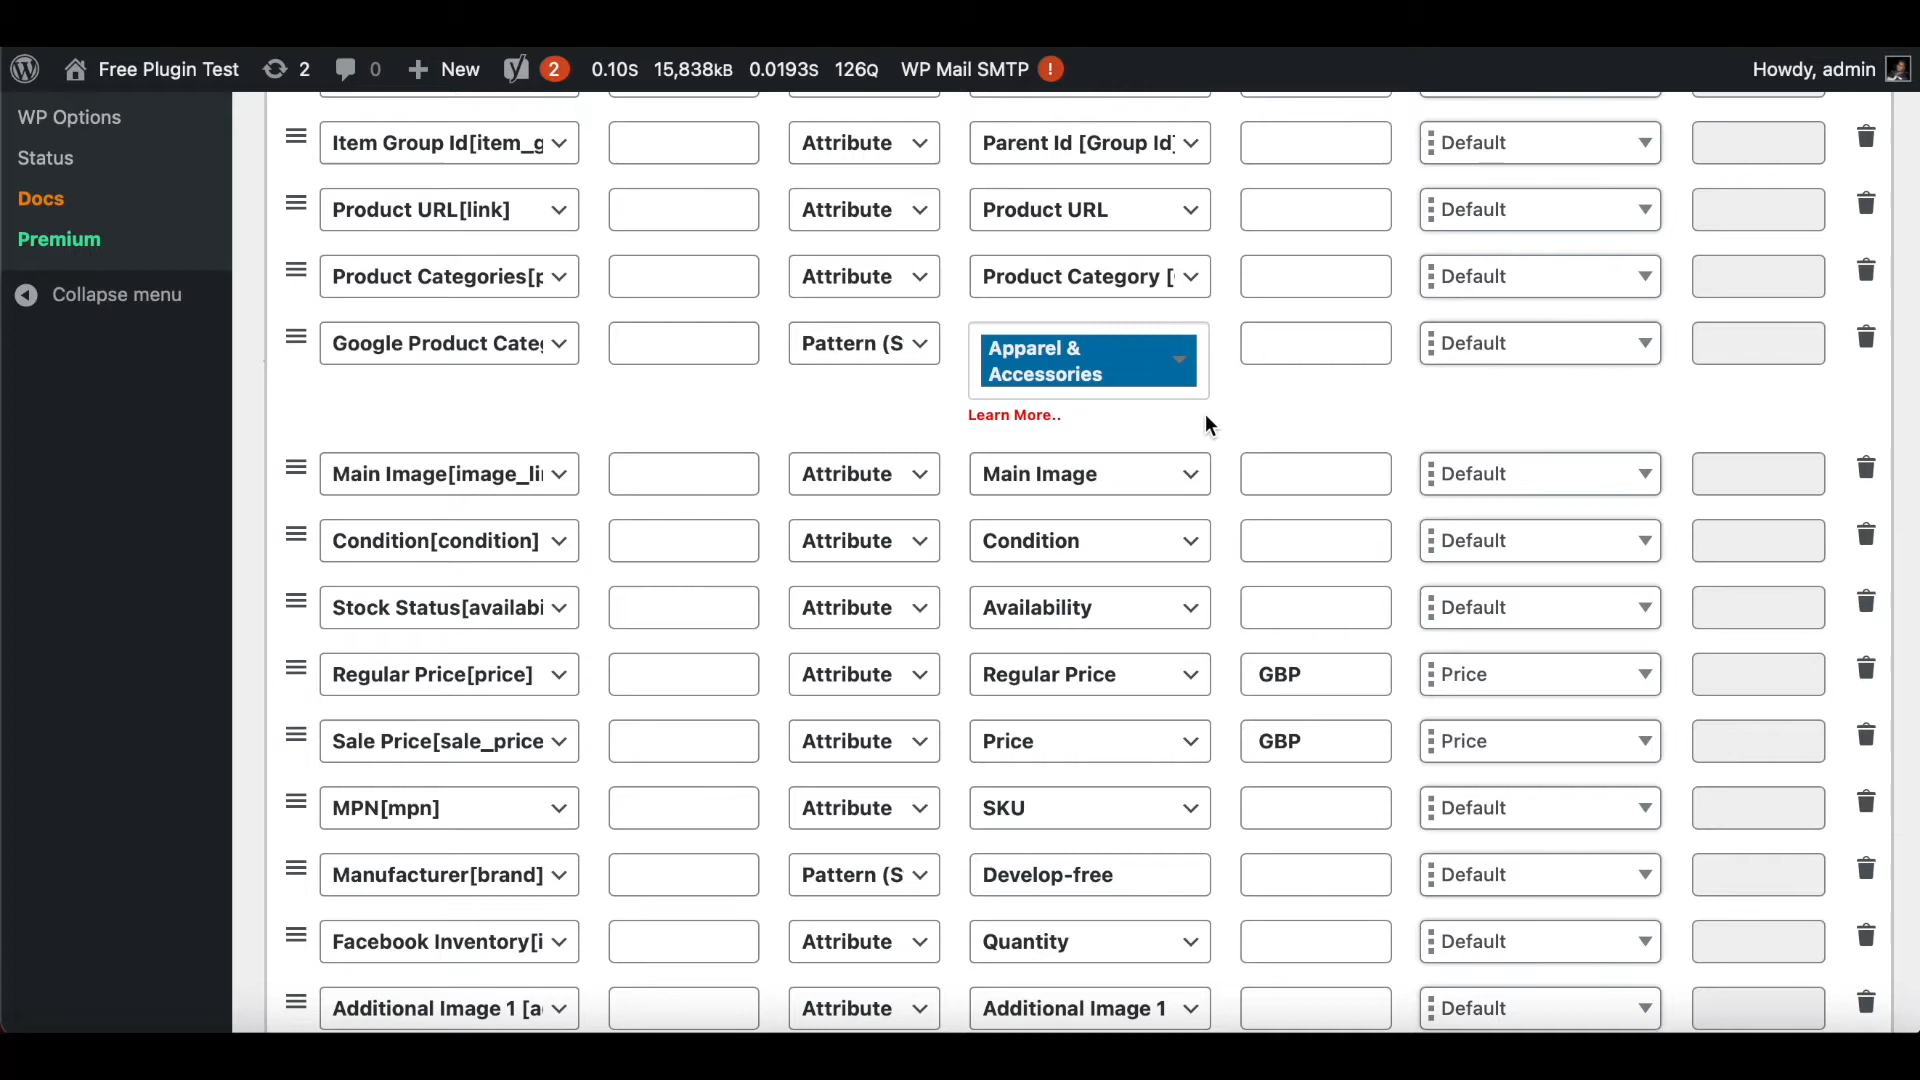 Free Plugin Test 2 0 New 2 0.10s 15,838kB 0.0193s 126Q WP Mail SMTP ! Howdy, admin
WP Options
Status
Docs
Premium
Collapse menu
Item Group Id[item_g Attribute Parent Id [Group Id] Default
Product URL[link] Attribute Product URL Default
Product Categories[p Attribute Product Category [ Default
Google Product Cate Pattern (S Apparel &
Accessories Default
Learn More..
Main Image[image_li Attribute Main Image Default
Condition[condition] Attribute Condition Default
Stock Status[availabi Attribute Availability Default
Regular Price[price] Attribute Regular Price GBP Price
Sale Price[sale_price Attribute Price GBP Price
MPN[mpn] Attribute SKU Default
Manufacturer[brand] Pattern (S Develop-free Default
Facebook Inventory[i Attribute Quantity Default
Additional Image 1 [a Attribute Additional Image 1 Default